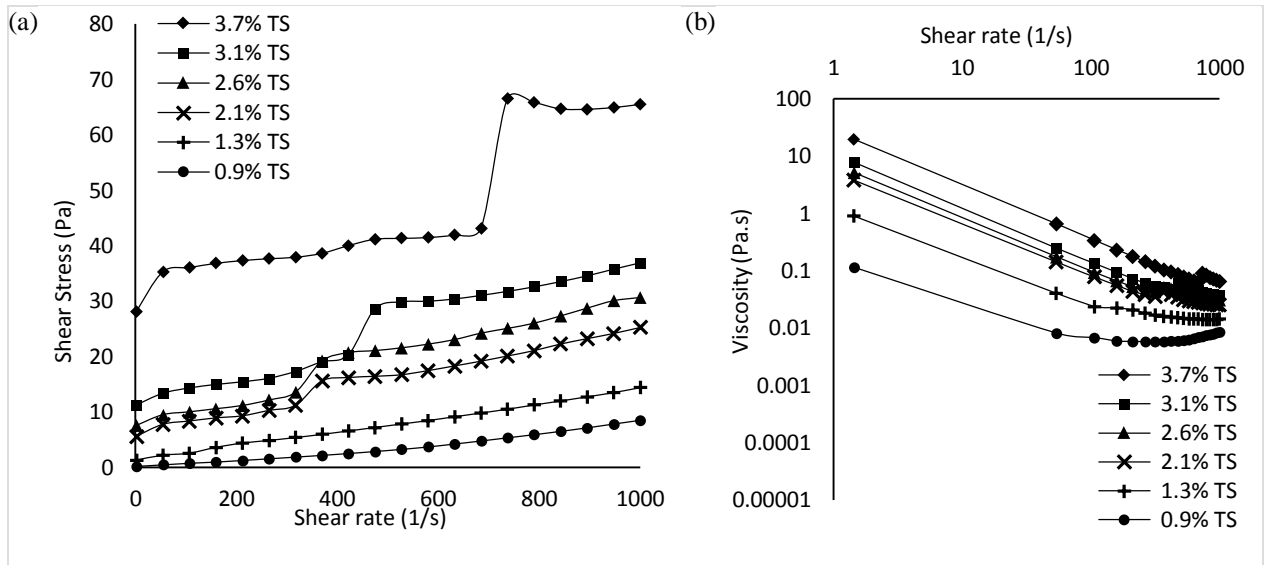 (a)
80
70
60
50
40
30
20
10
0
Shear Stress (Pa)
3.7% TS
3.1% TS
2.6% TS
2.1% TS
1.3% TS
0.9% TS
0 200 400 600 800 1000
Shear rate (1/s)
(b)
Shear rate (1/s)
1 10 100 1000
100
10
1
0.1
0.01
0.001
0.0001
0.00001
Viscosity (Pa.s)
3.7% TS
3.1% TS
2.6% TS
2.1% TS
1.3% TS
0.9% TS